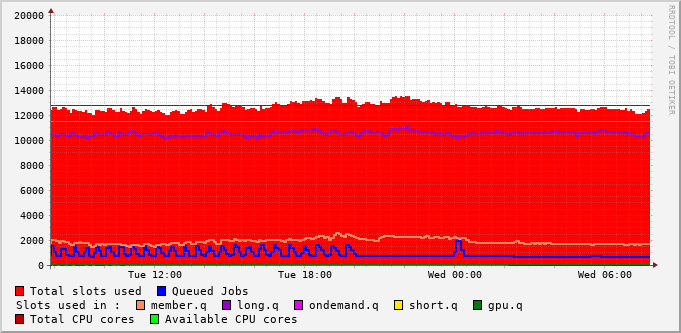 20000
18000
16000
14000
12000
10000
8000
6000
4000
2000
0
Tue 12:00 Tue 18:00 Wed 00:00 Wed 06:00
RRDTOOL / TOBI OETIKER
Total slots used Queued Jobs
Slots used in : member.q long.q ondemand.q short.q gpu.q
Total CPU cores Available CPU cores